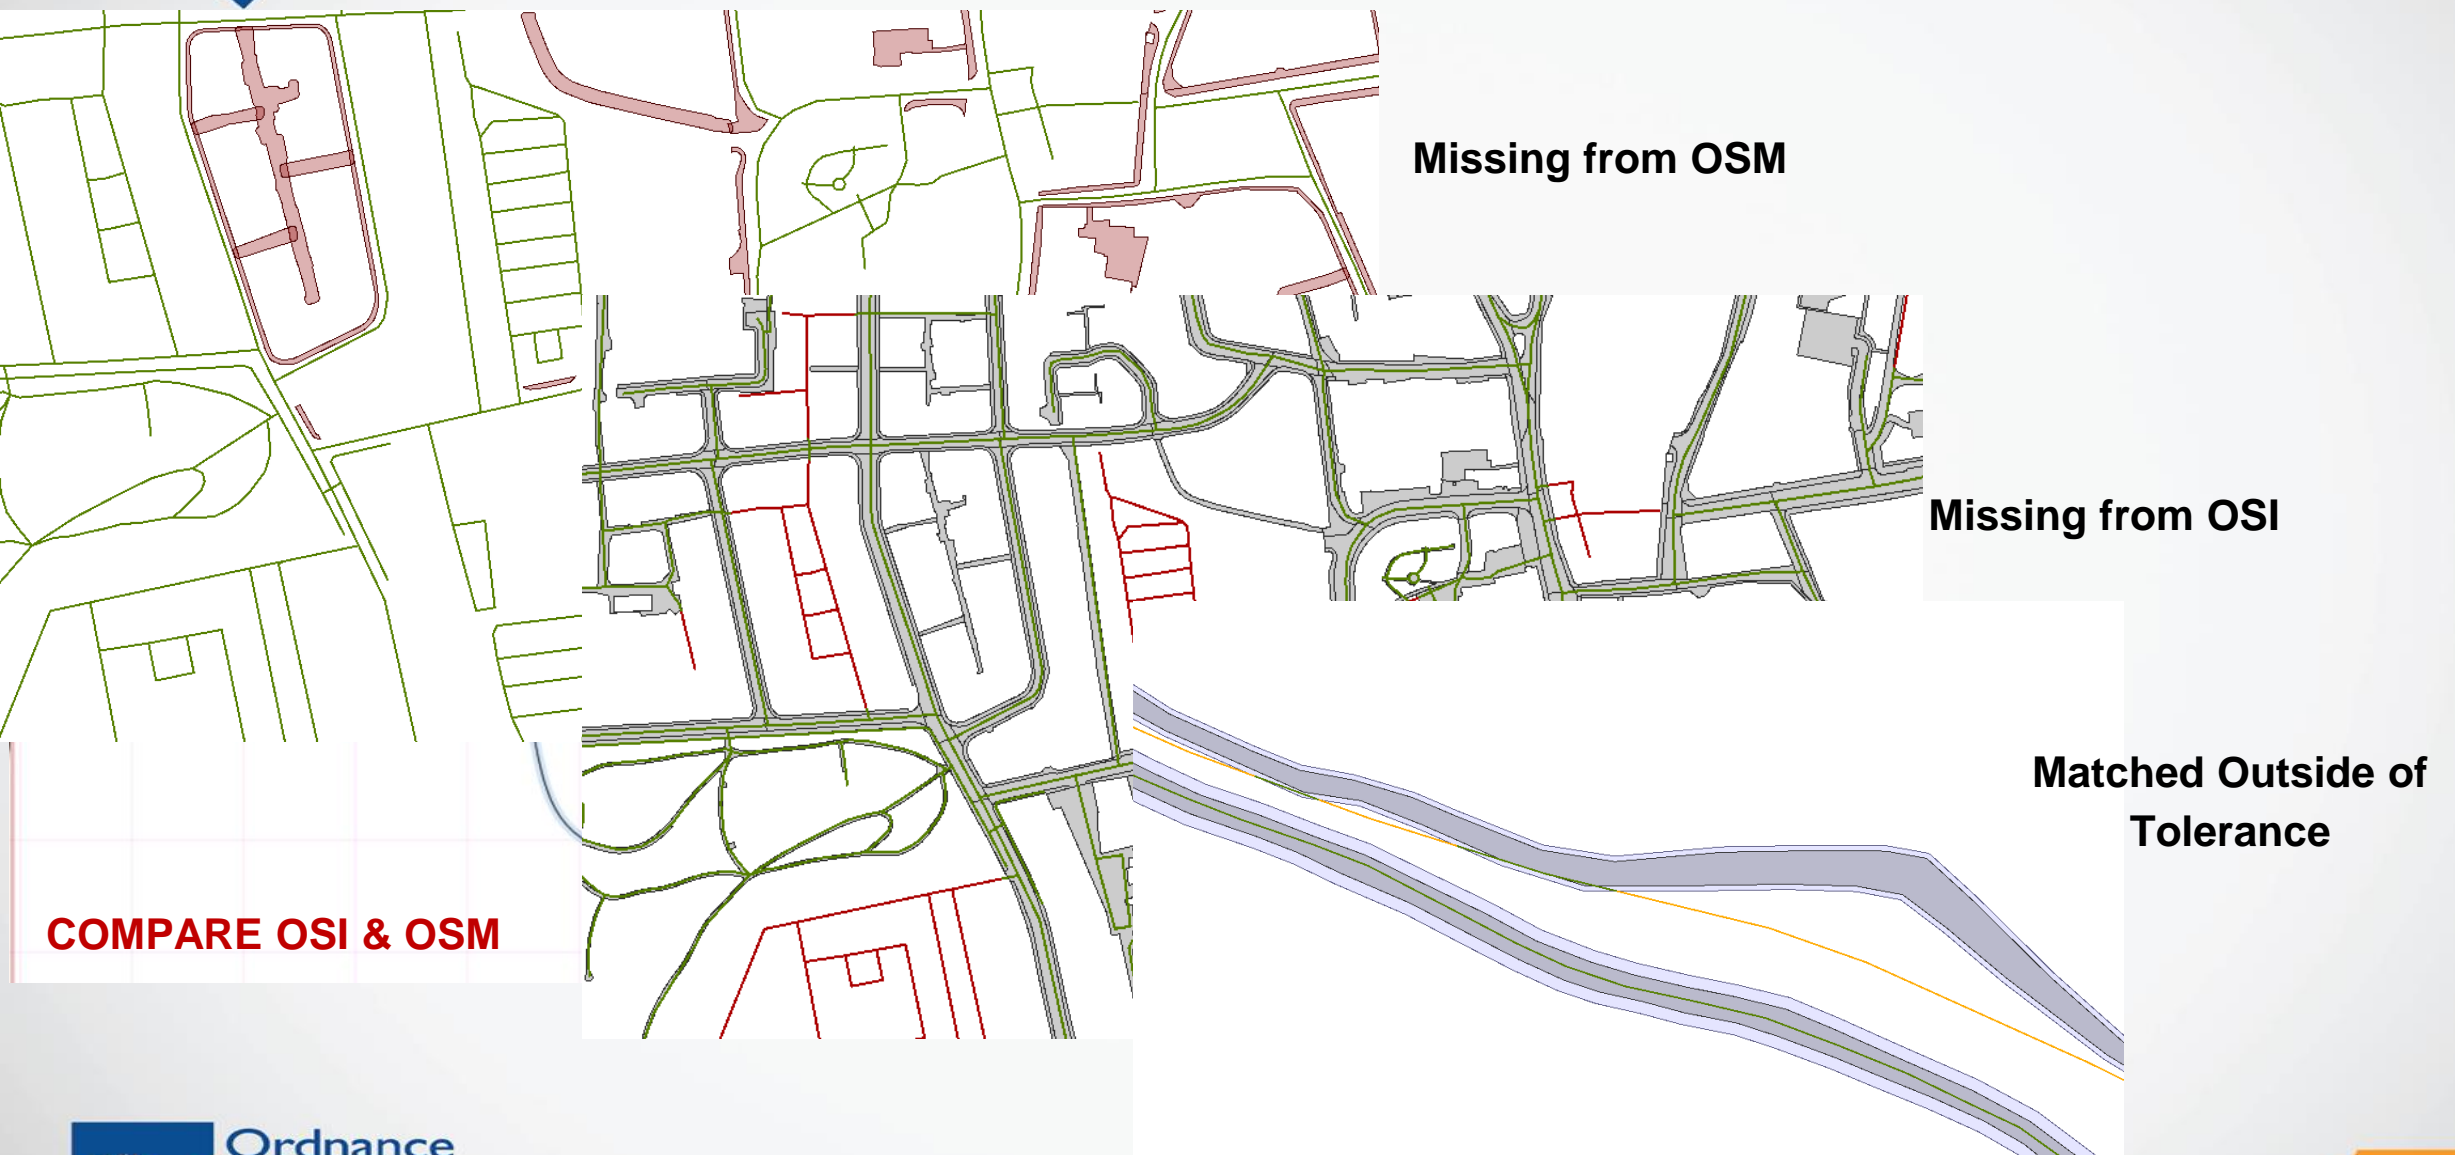 Missing from OSM
Missing from OSI
Matched Outside of
Tolerance
COMPARE OSI & OSM
Ordnance